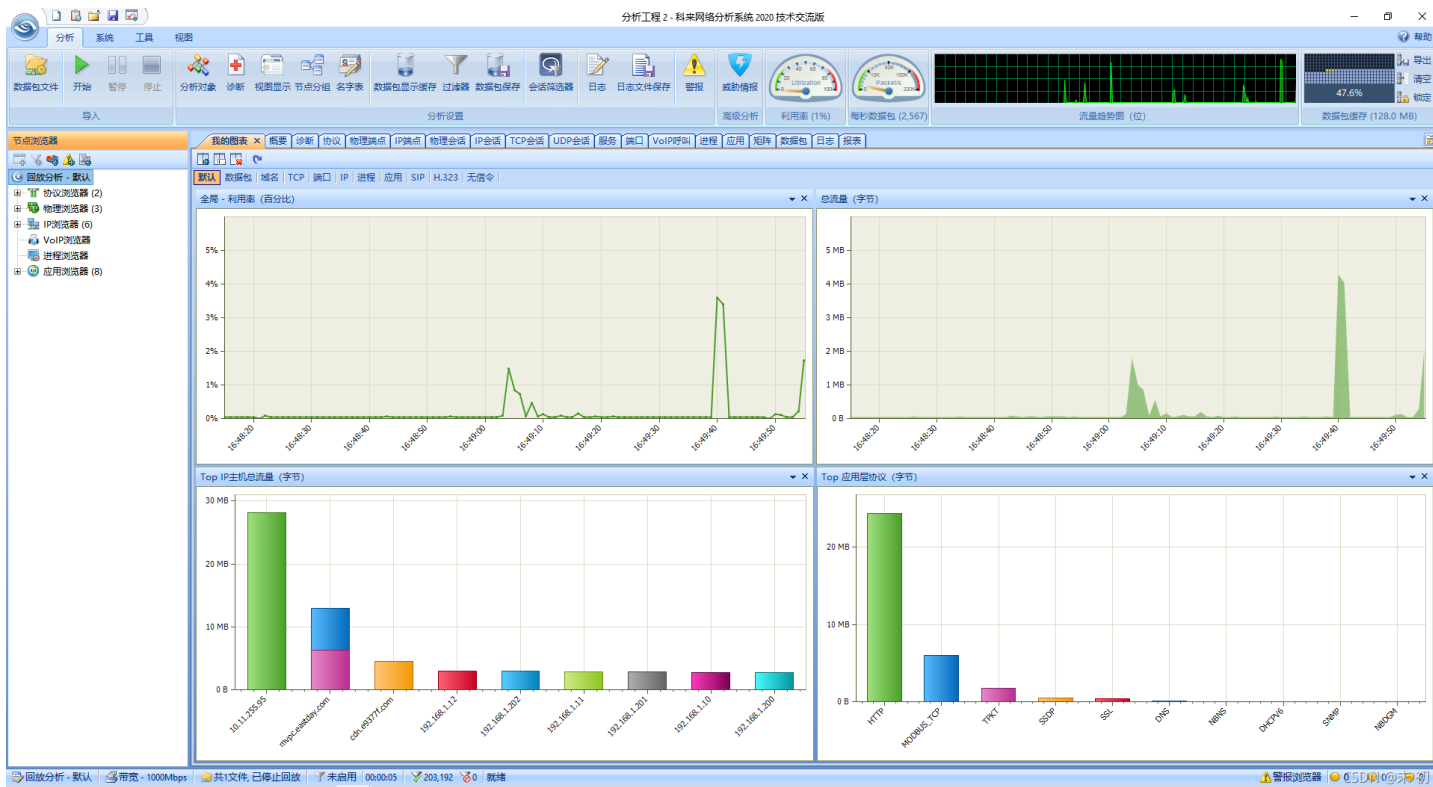 分析工程 2 - 科来网络分析系统 2020 技术交流版
分析 系统 工具 视图 帮助
数据包文件 开始 暂停 停止 分析对象 诊断 视图显示 节点分组 名字表 数据包显示缓存 过滤器 数据包保存 会话筛选器 日志 日志文件保存 警报 威胁情报
导出
清空
锁定
47.6%
导入 分析设置 高级分析 利用率 (1%) 每秒数据包 (2,567) 流量趋势图（位） 数据包缓存 (128.0 MB)
节点浏览器
我的图表 概要 诊断 协议 物理端点 IP端点 物理会话 IP会话 TCP会话 UDP会话 服务 端口 VoIP呼叫 进程 应用 矩阵 数据包 日志 报表
回放分析 - 默认
协议浏览器 (2)
物理浏览器 (3)
IP浏览器 (6)
VoIP浏览器
进程浏览器
应用浏览器 (8)
默认 数据包 域名 TCP 端口 IP 进程 应用 SIP H.323 无信令
全局 - 利用率（百分比）
5%
4%
3%
2%
1%
0%
16:48:20 16:48:30 16:48:40 16:48:50 16:49:00 16:49:10 16:49:20 16:49:30 16:49:40 16:49:50
总流量（字节）
5 MB
4 MB
3 MB
2 MB
1 MB
0 B
16:48:20 16:48:30 16:48:40 16:48:50 16:49:00 16:49:10 16:49:20 16:49:30 16:49:40 16:49:50
Top IP主机总流量（字节）
30 MB
20 MB
10 MB
0 B
10.11.255.95 mvpc.eastday.com cdn.e9377f.com 192.168.1.12 192.168.1.202 192.168.1.11 192.168.1.201 192.168.1.10 192.168.1.200
Top 应用层协议（字节）
20 MB
10 MB
0 B
HTTP MODBUS_TCP TPKT SSDP SSL DNS NBNS DHCPV6 SNMP NBDGM
回放分析 - 默认 带宽 - 1000Mbps 共1文件, 已停止回放 未启用 00:00:05 203,192 0 就绪 警报浏览器 0
CSDN @末初